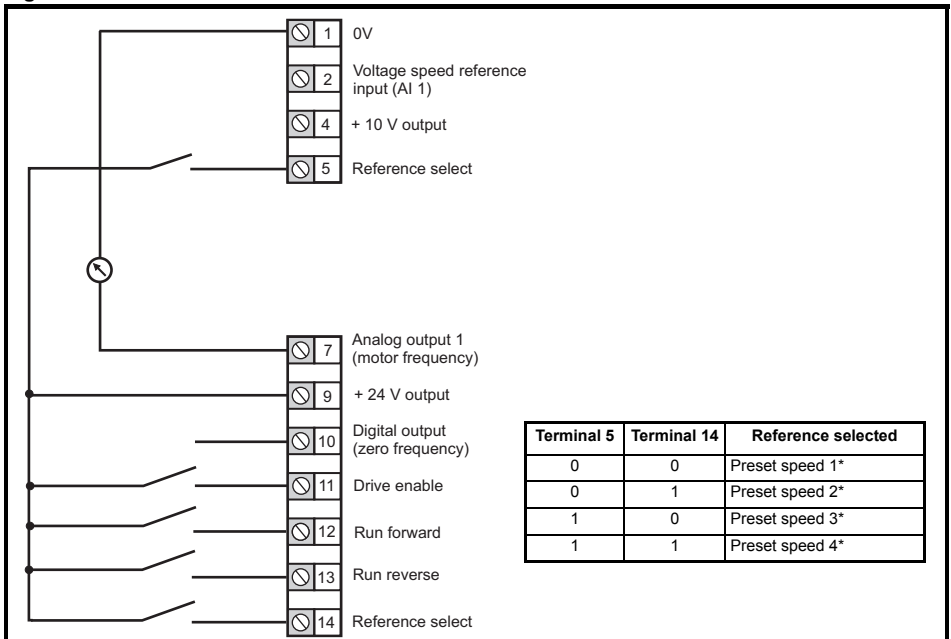 1 0V
2 Voltage speed reference
input (AI 1)
4 + 10 V output
5 Reference select
7 Analog output 1
(motor frequency)
9 + 24 V output
10 Digital output
(zero frequency)
11 Drive enable
12 Run forward
13 Run reverse
14 Reference select
Terminal 5 Terminal 14 Reference selected
0 0 Preset speed 1*
0 1 Preset speed 2*
1 0 Preset speed 3*
1 1 Preset speed 4*